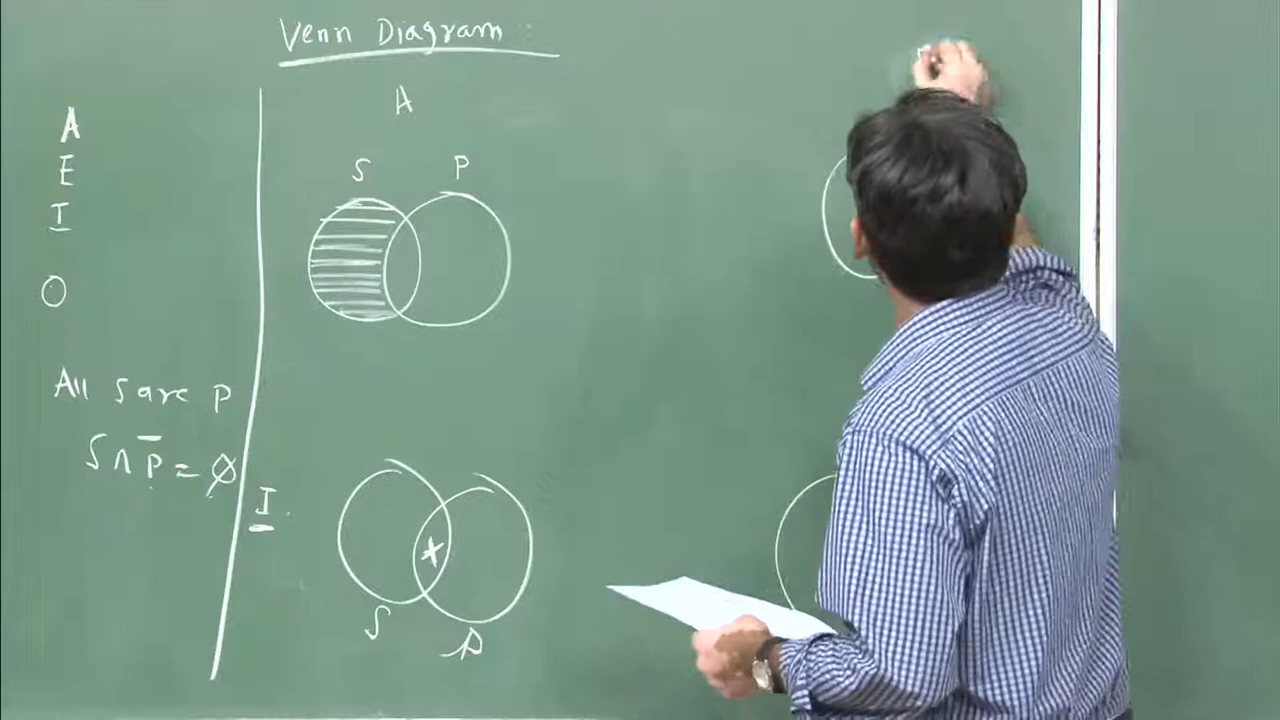 Venn Diagram
A
E
I
O
All S are P
S ∩ P̅ = Ø
A
S P
I.
S
P